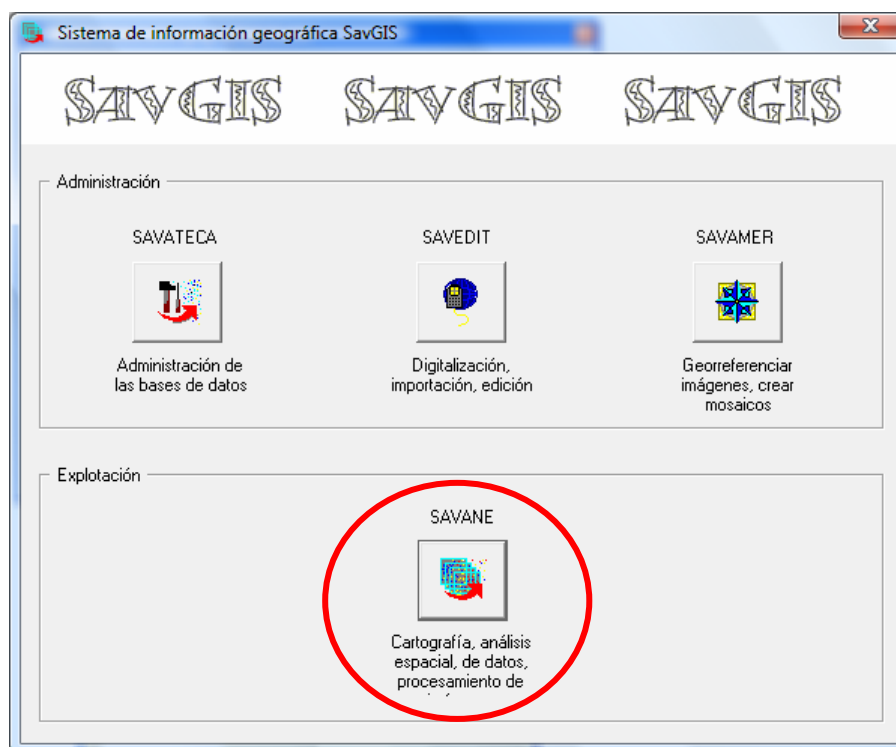 Sistema de información geográfica SavGIS
SAVGIS SAVGIS SAVGIS
Administración
SAVATECA SAVEDIT SAVAMER
Administración de
las bases de datos
Digitalización,
importación, edición
Georreferenciar
imágenes, crear
mosaicos
Explotación
SAVANE
Cartografía, análisis
espacial, de datos,
procesamiento de